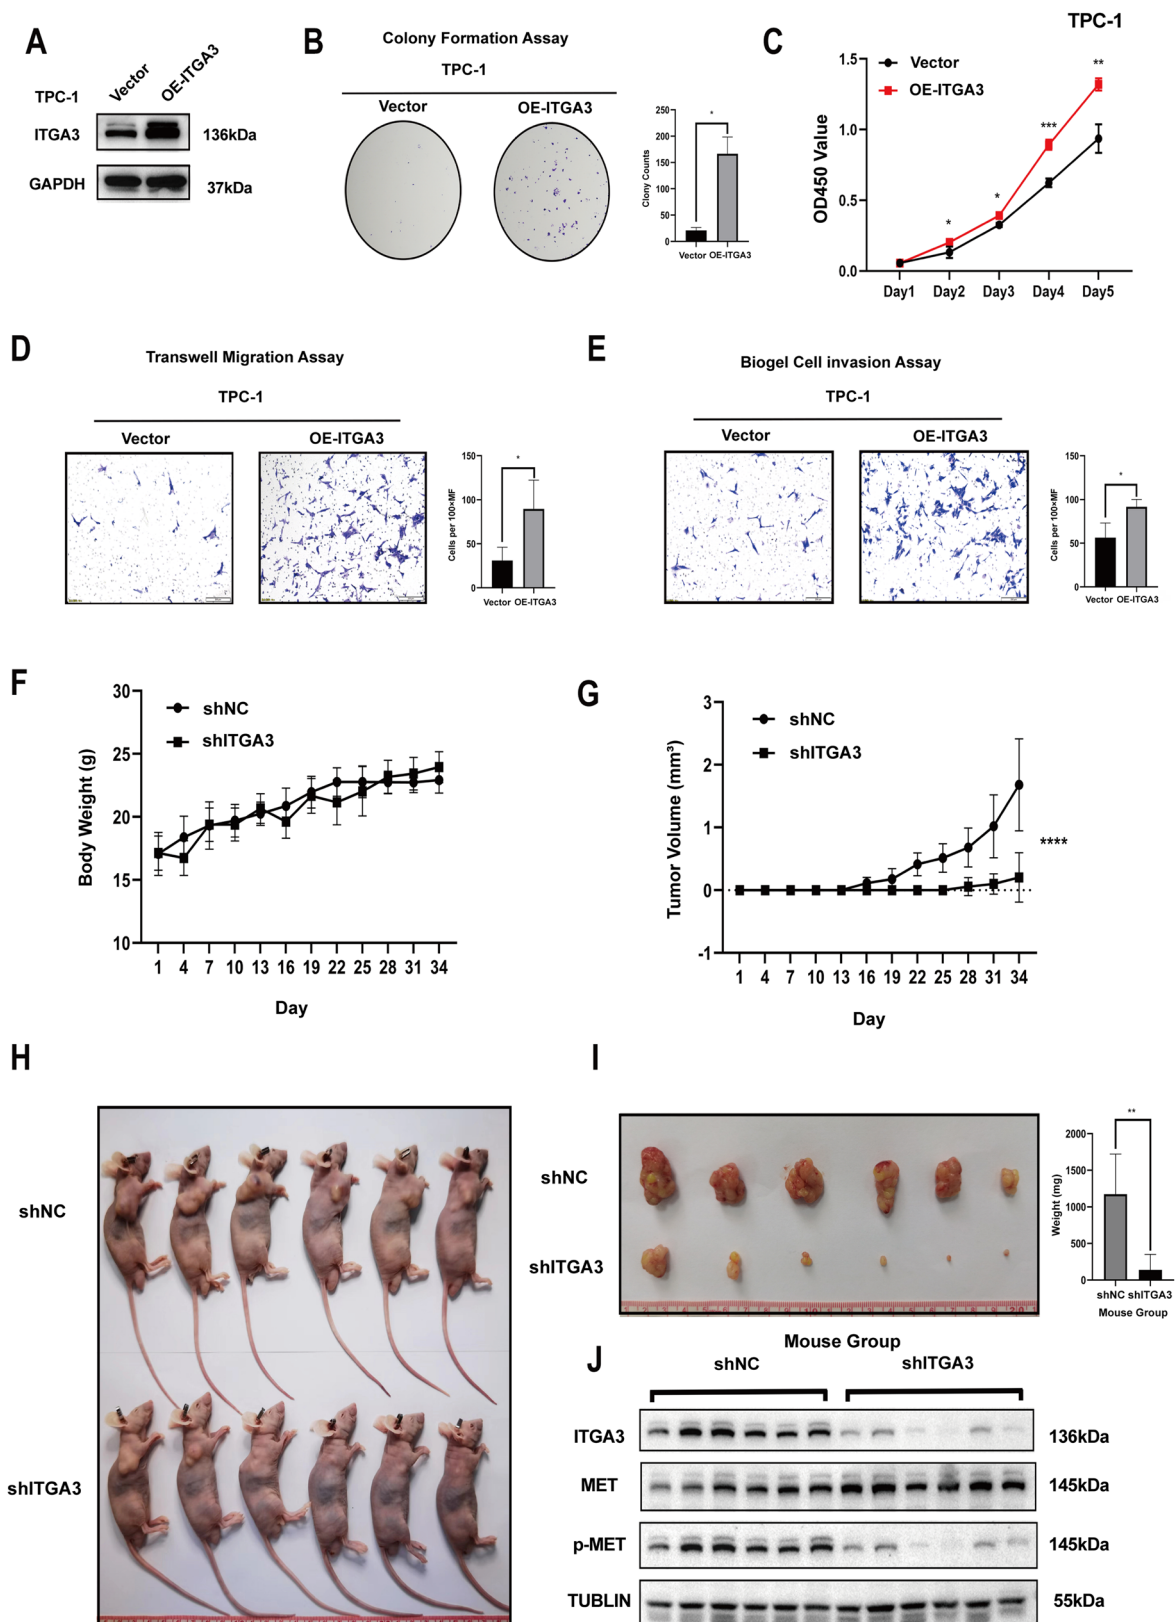 A
Vector
OE-ITGA3
TPC-1
ITGA3
136kDa
GAPDH
37kDa
B
Colony Formation Assay
TPC-1
Vector
OE-ITGA3
Clony Counts
250
200
150
100
50
0
*
Vector OE-ITGA3
C
TPC-1
Vector
OE-ITGA3
OD450 Value
1.5
1.0
0.5
0.0
*
*
***
**
Day1 Day2 Day3 Day4 Day5
D
Transwell Migration Assay
TPC-1
Vector
OE-ITGA3
Cells per 100×MF
150
100
50
0
*
Vector OE-ITGA3
E
Biogel Cell invasion Assay
TPC-1
Vector
OE-ITGA3
Cells per 100×MF
150
100
50
0
*
Vector OE-ITGA3
F
shNC
shITGA3
Body Weight (g)
30
25
20
15
10
1 4 7 10 13 16 19 22 25 28 31 34
Day
G
shNC
shITGA3
Tumor Volume (mm³)
3
2
1
0
-1
****
1 4 7 10 13 16 19 22 25 28 31 34
Day
H
shNC
shITGA3
I
shNC
shITGA3
Weight (mg)
2000
1500
1000
500
0
**
shNC shITGA3
Mouse Group
J
Mouse Group
shNC
shITGA3
ITGA3
136kDa
MET
145kDa
p-MET
145kDa
TUBLIN
55kDa